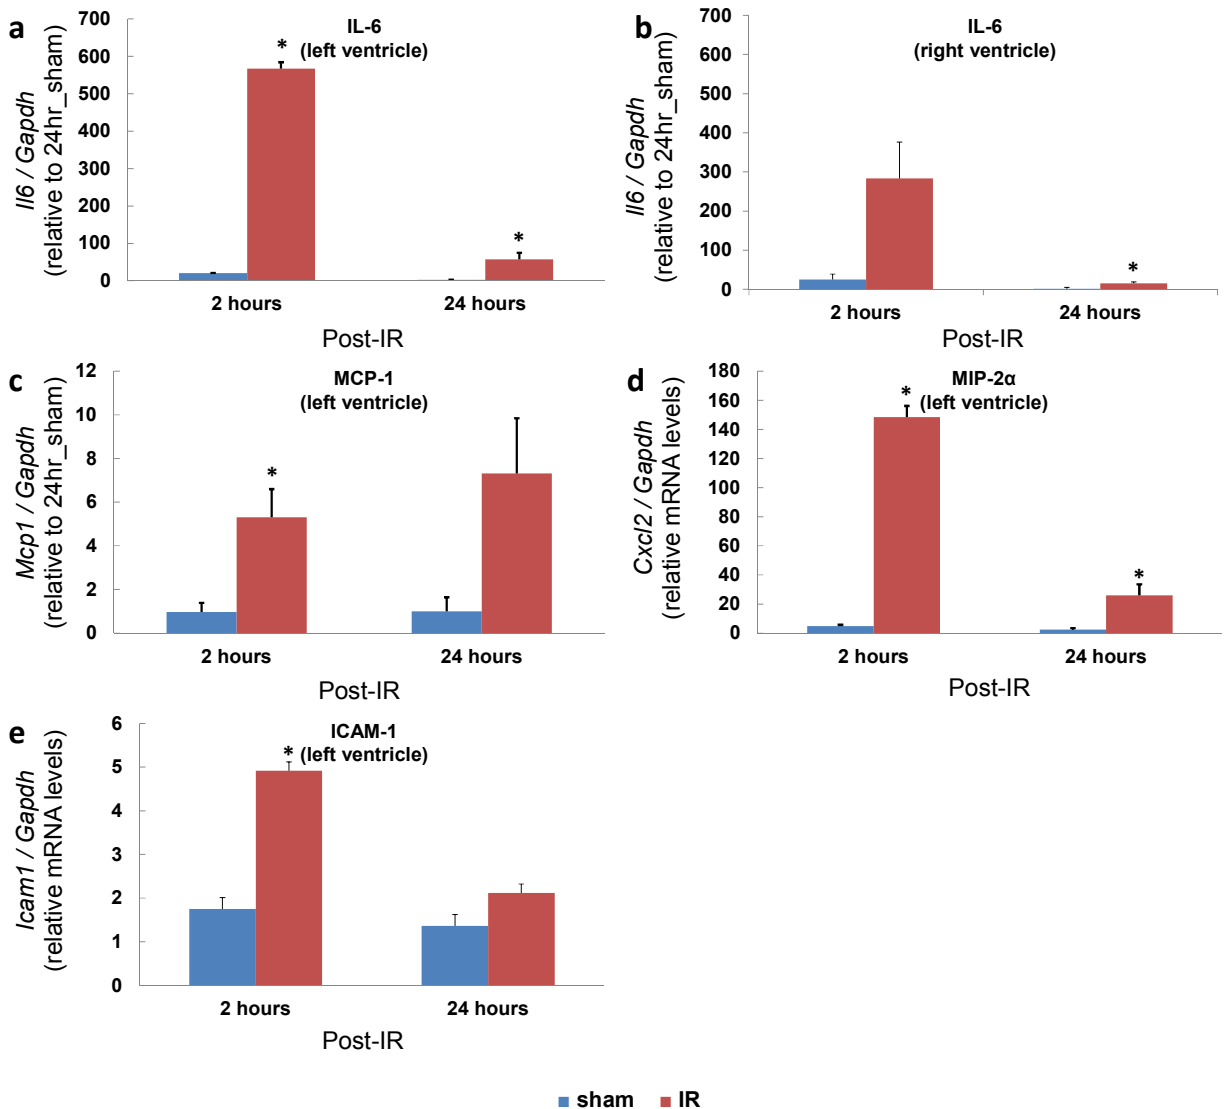 a
IL-6
(left ventricle)
Il6 / Gapdh
(relative to 24hr_sham)
700
600
500
400
300
200
100
0
*
*
2 hours
24 hours
Post-IR
b
IL-6
(right ventricle)
Il6 / Gapdh
(relative to 24hr_sham)
700
600
500
400
300
200
100
0
*
2 hours
24 hours
Post-IR
c
MCP-1
(left ventricle)
Mcp1 / Gapdh
(relative to 24hr_sham)
12
10
8
6
4
2
0
*
2 hours
24 hours
Post-IR
d
MIP-2α
(left ventricle)
Cxcl2 / Gapdh
(relative mRNA levels)
180
160
140
120
100
80
60
40
20
0
*
*
2 hours
24 hours
Post-IR
e
ICAM-1
(left ventricle)
Icam1 / Gapdh
(relative mRNA levels)
6
5
4
3
2
1
0
*
2 hours
24 hours
Post-IR
sham IR